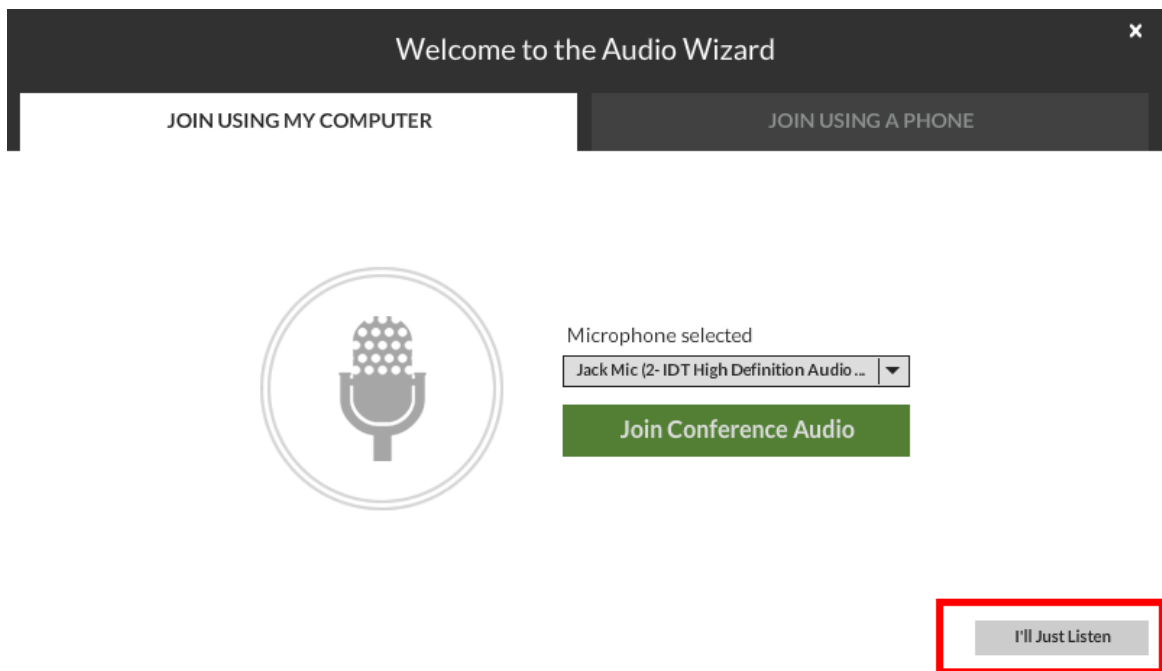 Welcome to the Audio Wizard
x
JOIN USING MY COMPUTER
JOIN USING A PHONE
Microphone selected
Jack Mic (2- IDT High Definition Audio ...
Join Conference Audio
I'll Just Listen